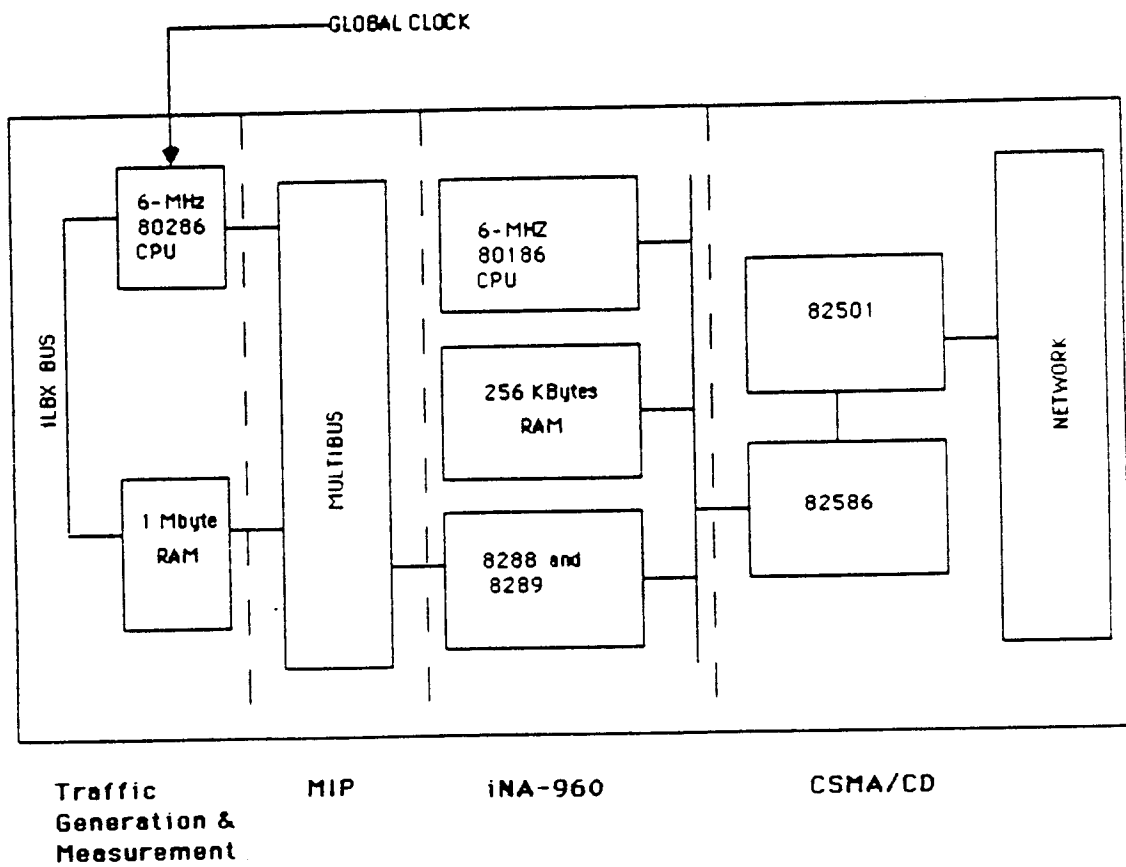 GLOBAL CLOCK
6-MHz
80286
CPU
1LBX BUS
1 Mbyte
RAM
MULTIBUS
6-MHZ
80186
CPU
256 KBytes
RAM
8288 and
8289
82501
82586
NETWORK
Traffic
Generation &
Measurement
MIP
iNA-960
CSMA/CD